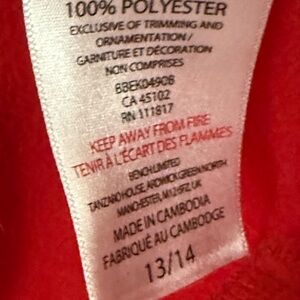 100% POLYESTER
EXCLUSIVE OF TRIMMING AND
ORNAMENTATION/
GARNITURE ET DÉCORATION
NON COMPRISES
BBEK0490B
CA 45102
RN 111817
KEEP AWAY FROM FIRE
TENIR À L'ÉCART DES FLAMMES
BENCH LIMITED
TANZARO HOUSE, ARDWICK GREEN NORTH
MANCHESTER, M12 6FZ, UK
MADE IN CAMBODIA
FABRIQUÉ AU CAMBODGE
13/14